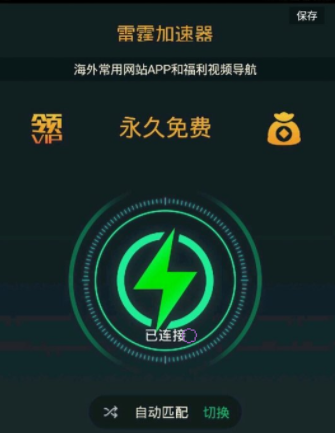 保存
雷霆加速器
海外常用网站APP和福利视频导航
领
VIP
永久免费
已连接
自动匹配 切换